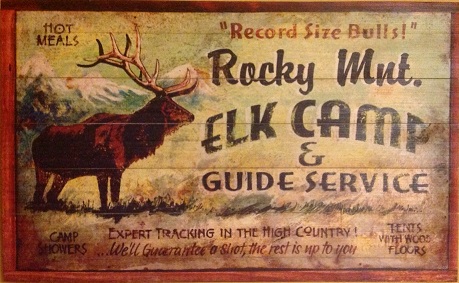 HOT
MEALS
"Record Size Bulls!"
Rocky Mnt.
ELK CAMP
&
GUIDE SERVICE
CAMP
SHOWERS
EXPERT TRACKING IN THE HIGH COUNTRY!
...We'll Guarantee a shot, the rest is up to you
TENTS
WITH WOOD
FLOORS